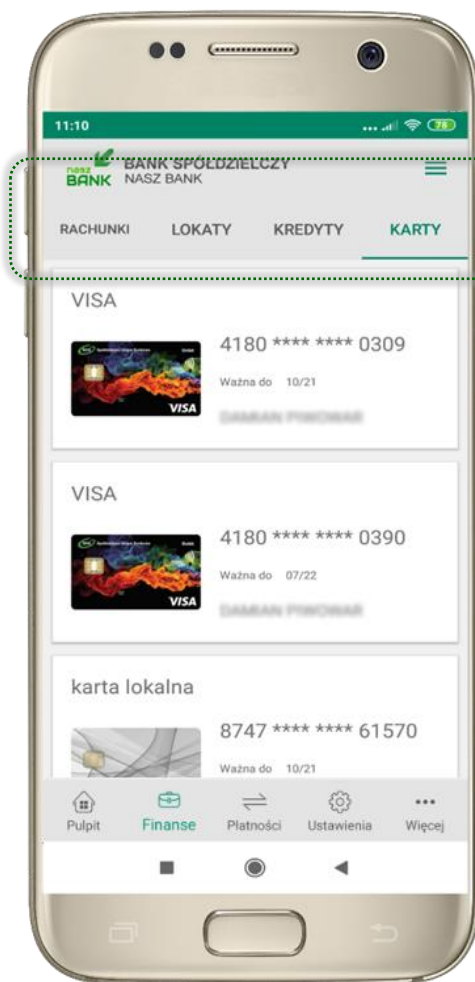 11:10
78
nasz
BANK
BANK SPÓŁDZIELCZY
NASZ BANK
RACHUNKI LOKATY KREDYTY KARTY
VISA
4180 **** **** 0309
Ważna do 10/21
VISA
VISA
4180 **** **** 0390
Ważna do 07/22
VISA
karta lokalna
8747 **** **** 61570
Ważna do 10/21
Pulpit Finanse Płatności Ustawienia Więcej